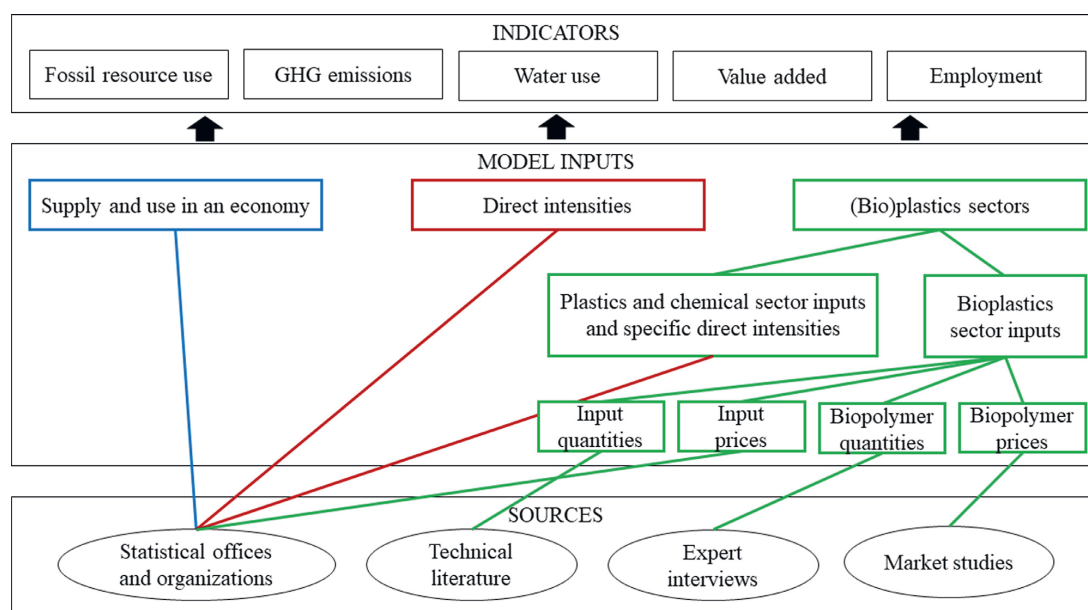 INDICATORS
Fossil resource use
GHG emissions
Water use
Value added
Employment
MODEL INPUTS
Supply and use in an economy
Direct intensities
(Bio)plastics sectors
Plastics and chemical sector inputs
and specific direct intensities
Bioplastics
sector inputs
Input
quantities
Input
prices
Biopolymer
quantities
Biopolymer
prices
SOURCES
Statistical offices
and organizations
Technical
literature
Expert
interviews
Market studies